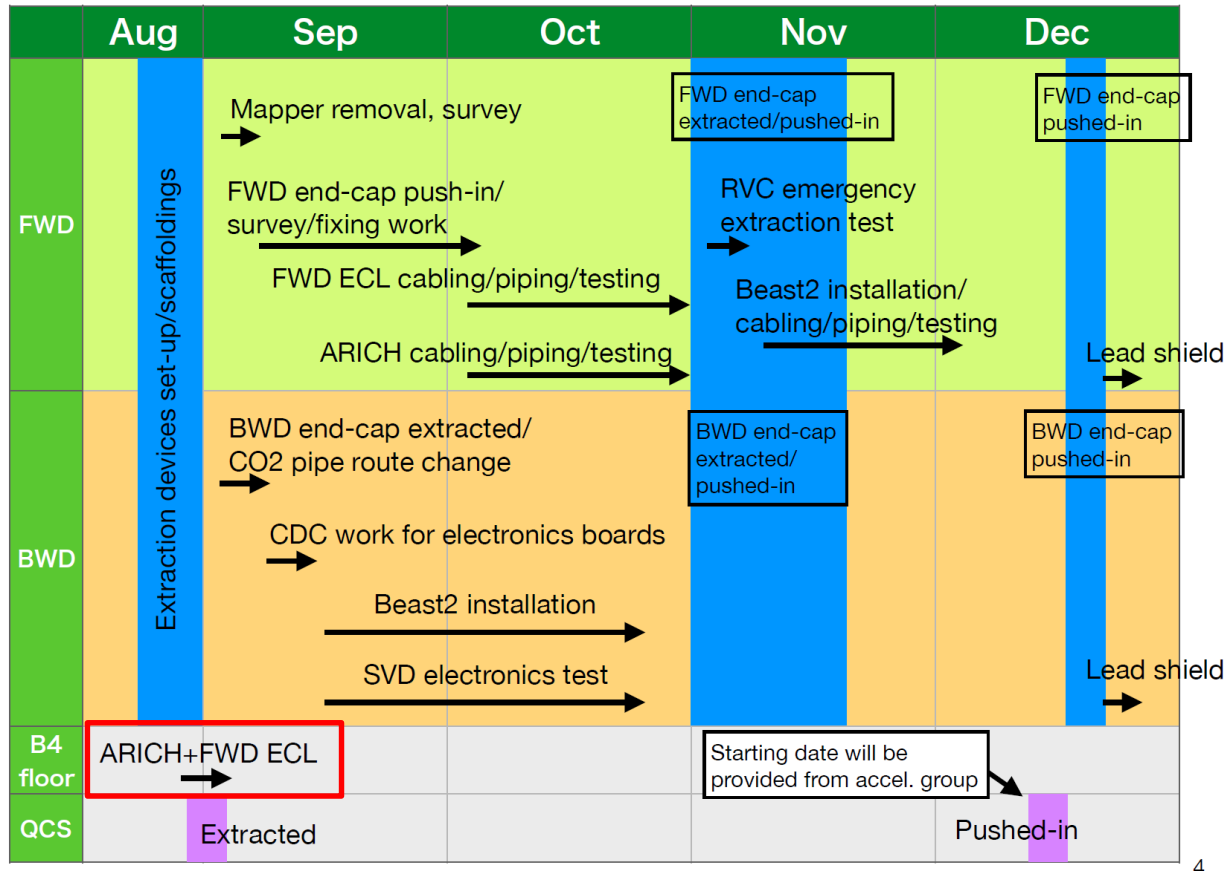 Aug Sep Oct Nov Dec
FWD
Extraction devices set-up/scaffoldings
Mapper removal, survey
FWD end-cap push-in/
survey/fixing work
FWD ECL cabling/piping/testing
ARICH cabling/piping/testing
FWD end-cap
extracted/pushed-in
RVC emergency
extraction test
Beast2 installation/
cabling/piping/testing
FWD end-cap
pushed-in
Lead shield
BWD
BWD end-cap extracted/
CO2 pipe route change
CDC work for electronics boards
Beast2 installation
SVD electronics test
BWD end-cap
extracted/
pushed-in
BWD end-cap
pushed-in
Lead shield
B4
floor
ARICH+FWD ECL
Starting date will be
provided from accel. group
QCS
Extracted
Pushed-in
4